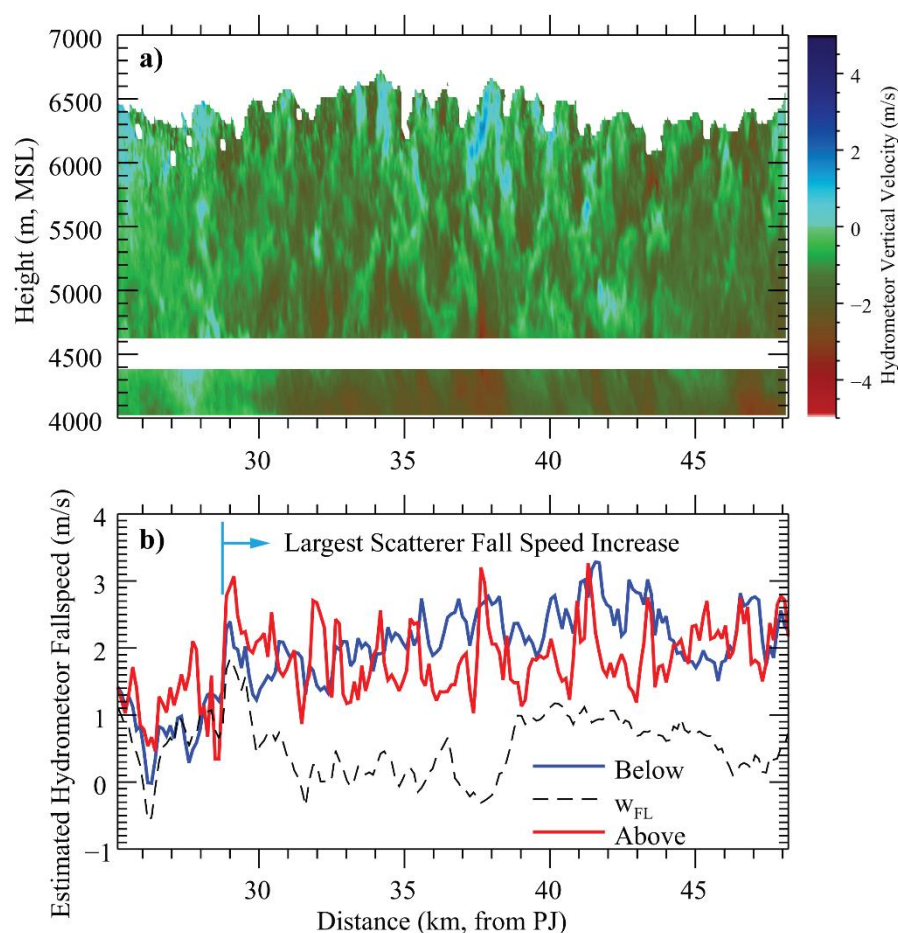 a)
7000
6500
6000
5500
5000
4500
4000
Height (m, MSL)
30
35
40
45
4
2
0
−2
−4
Hydrometeor Vertical Velocity (m/s)
b)
Largest Scatterer Fall Speed Increase
4
3
2
1
0
−1
Estimated Hydrometeor Fallspeed (m/s)
Below
wFL
Above
30
35
40
45
Distance (km, from PJ)